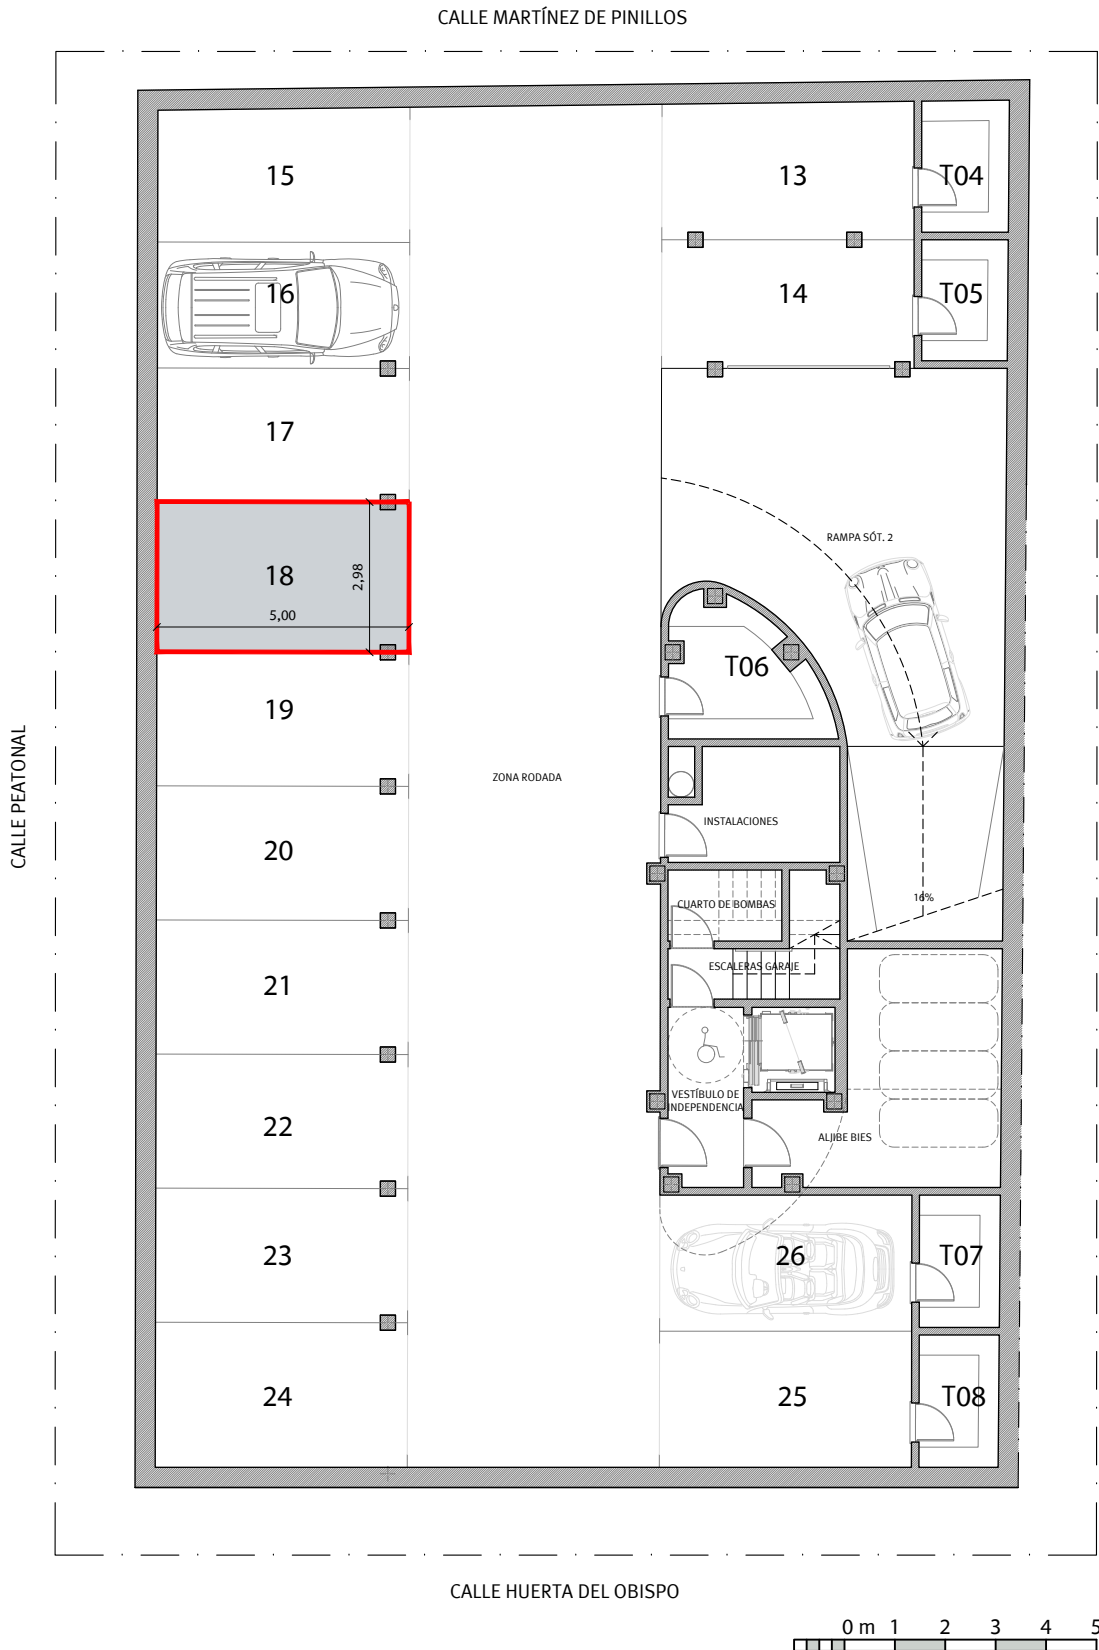 CALLE MARTÍNEZ DE PINILLOS
15
13
T04
16
14
T05
17
RAMPA SÓT. 2
18
2,98
5,00
T06
19
CALLE PEATONAL
ZONA RODADA
INSTALACIONES
20
16%
CUARTO DE BOMBAS
ESCALERAS GARAJE
21
VESTÍBULO DE
INDEPENDENCIA
22
ALJIBE BIES
23
26
T07
24
25
T08
CALLE HUERTA DEL OBISPO
0 m 1 2 3 4 5